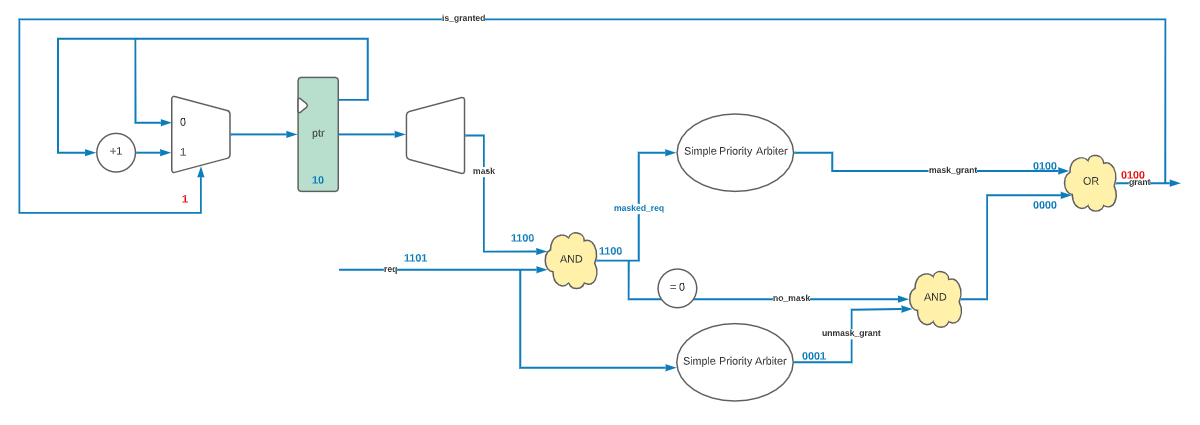 is_granted
0
+1
1
ptr
10
1
mask
Simple Priority Arbiter
mask_grant
0100
OR
0100
grant
0000
masked_req
1100
AND
1100
1101
req
= 0
no_mask
AND
unmask_grant
Simple Priority Arbiter
0001